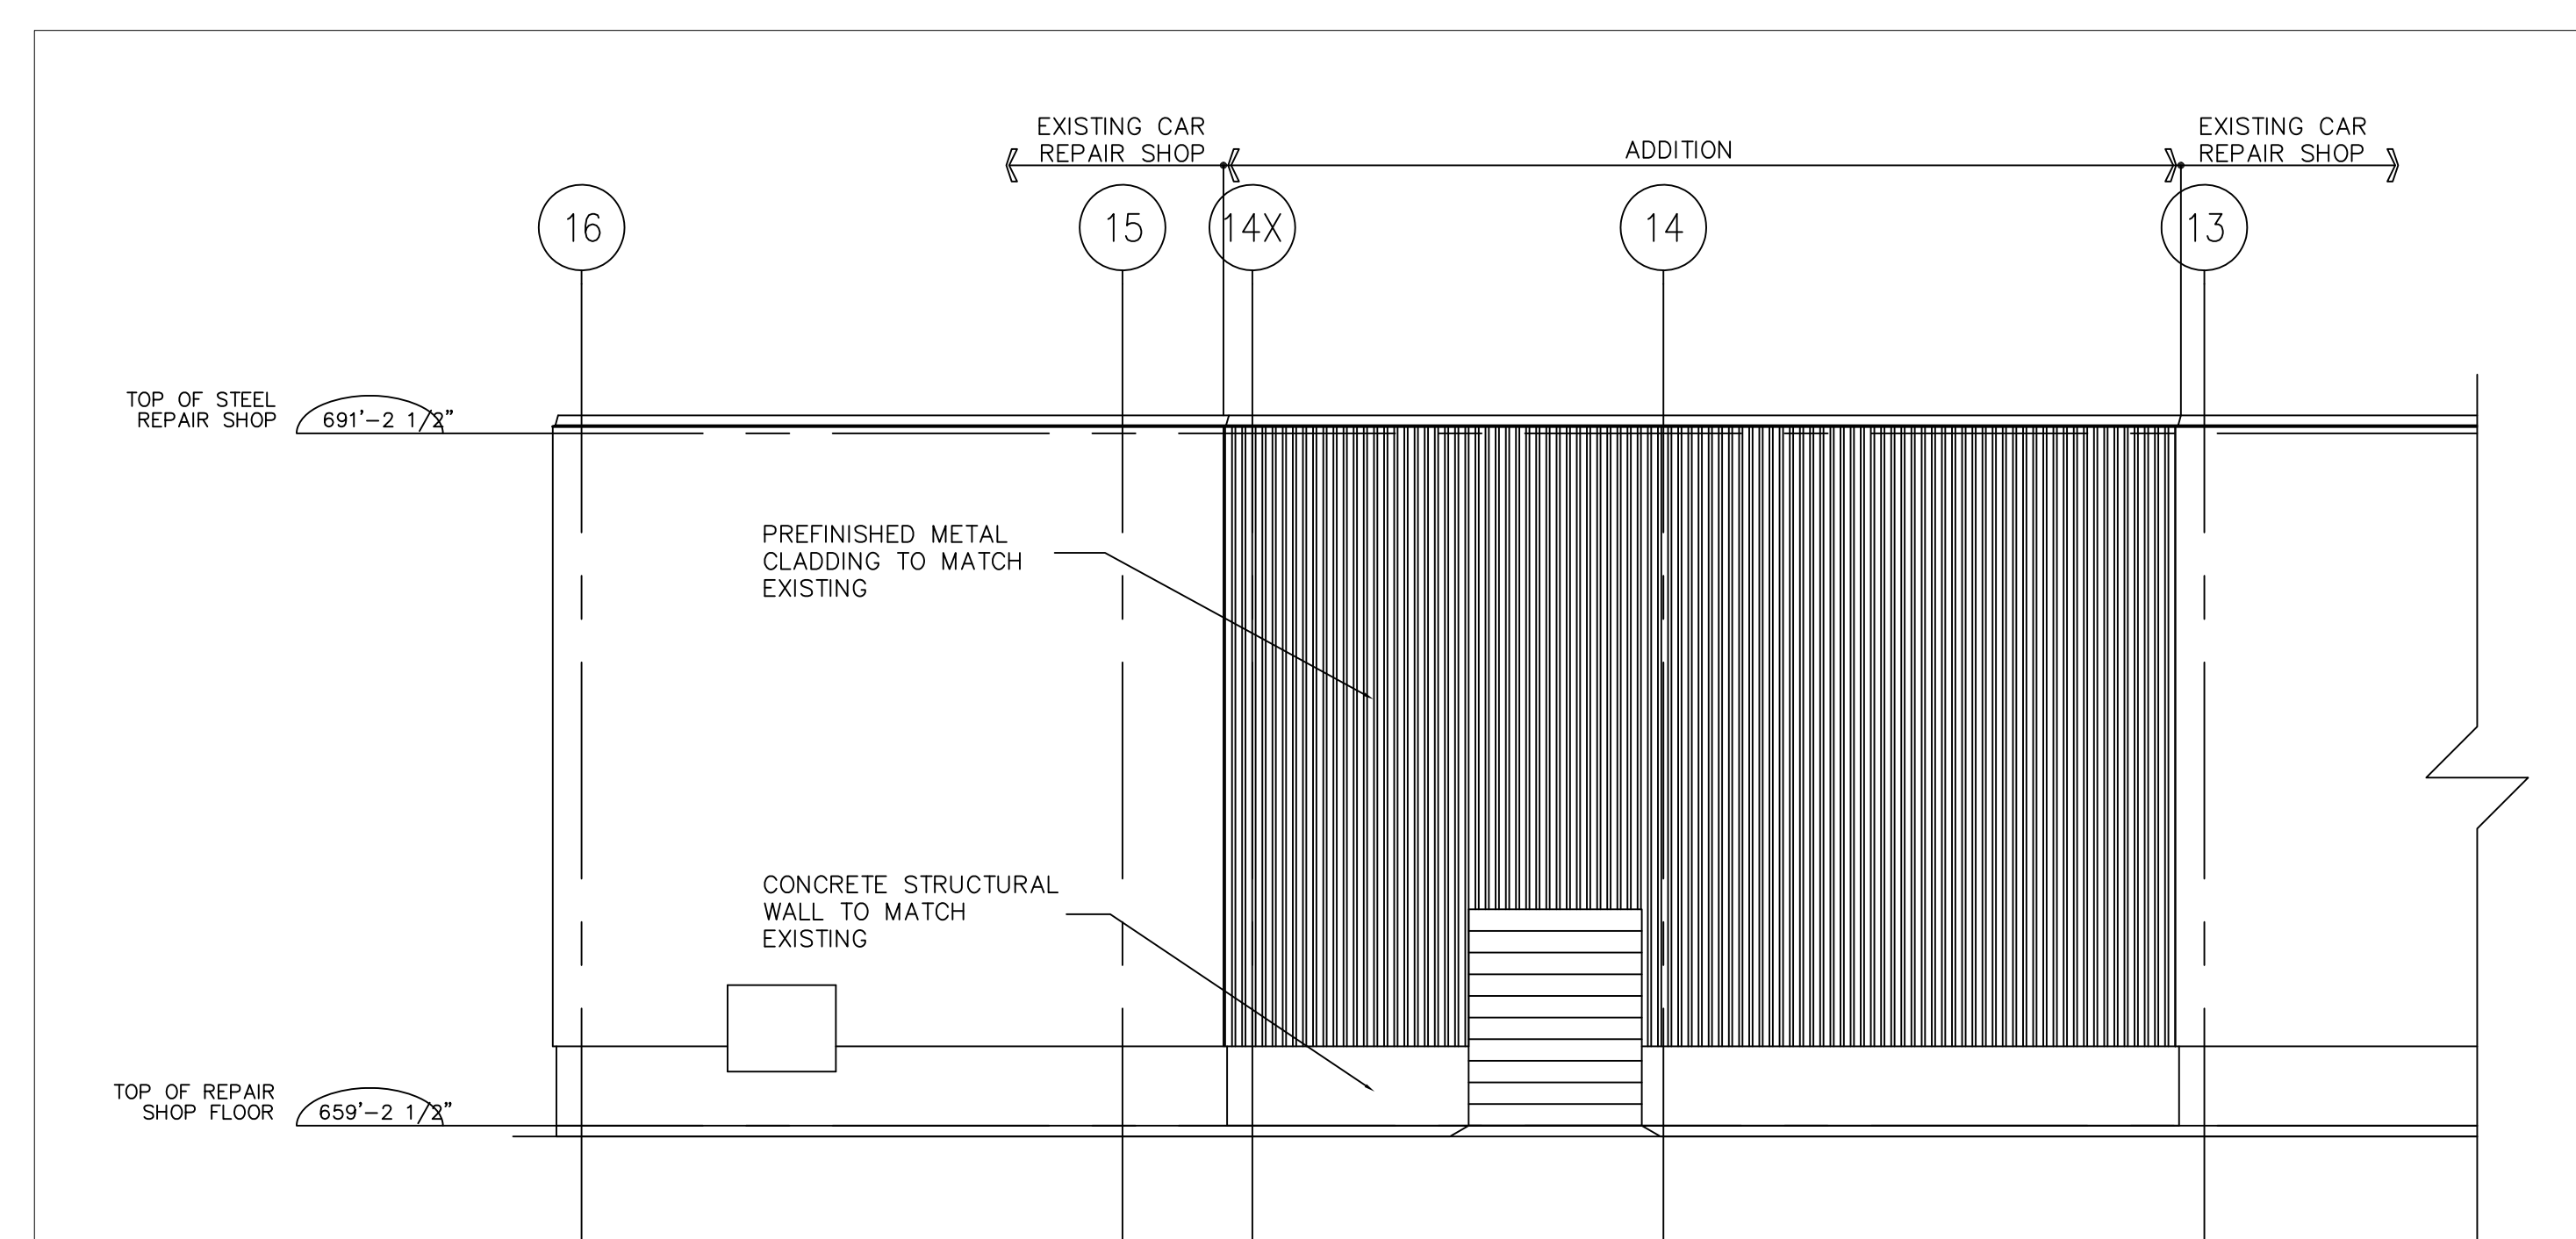 EXISTING CAR
REPAIR SHOP
ADDITION
EXISTING CAR
REPAIR SHOP
16
15
14X
14
13
TOP OF STEEL
REPAIR SHOP
691'-2 1/2"
PREFINISHED METAL
CLADDING TO MATCH
EXISTING
CONCRETE STRUCTURAL
WALL TO MATCH
EXISTING
TOP OF REPAIR
SHOP FLOOR
659'-2 1/2"